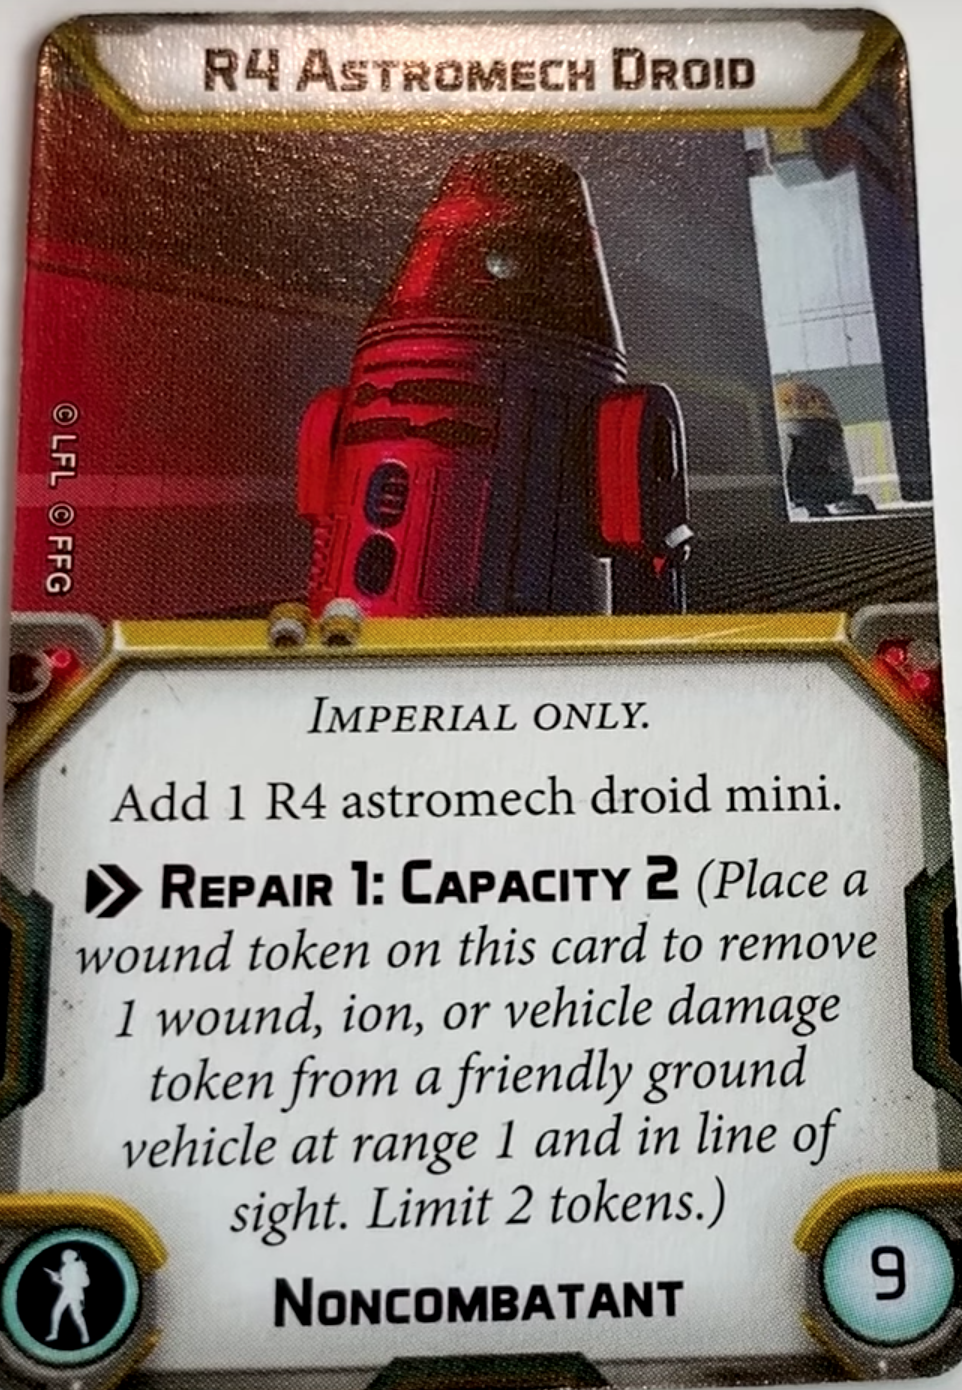 R4 ASTROMECH DROID
© LFL © FFG
IMPERIAL ONLY.
Add 1 R4 astromech droid mini.
REPAIR 1: CAPACITY 2 (Place a
wound token on this card to remove
1 wound, ion, or vehicle damage
token from a friendly ground
vehicle at range 1 and in line of
sight. Limit 2 tokens.)
NONCOMBATANT
9